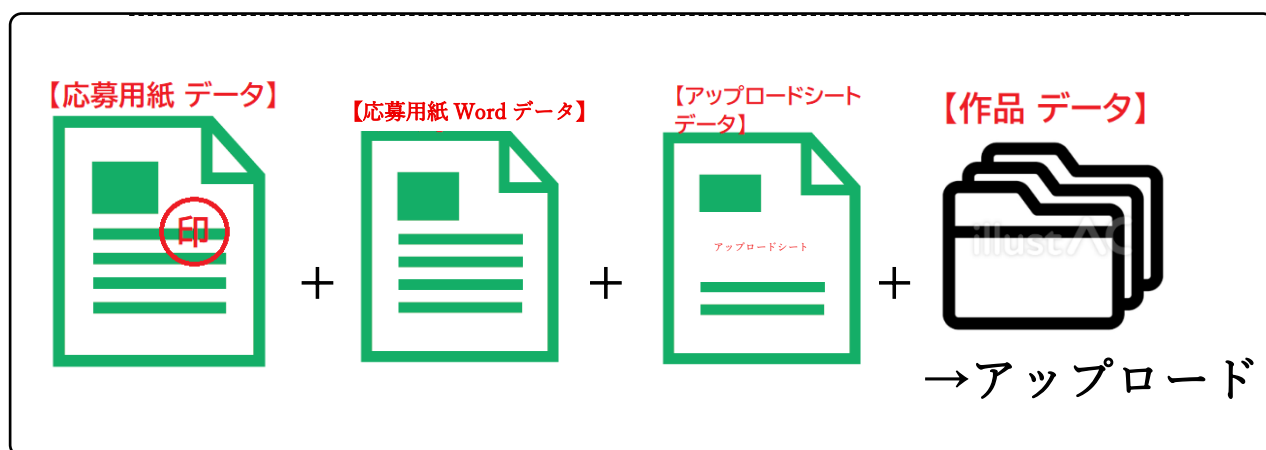 【応募用紙 データ】
印
+
【応募用紙 Word データ】
+
【アップロードシート
データ】
アップロードシート
+
【作品 データ】
illustAC
→アップロード